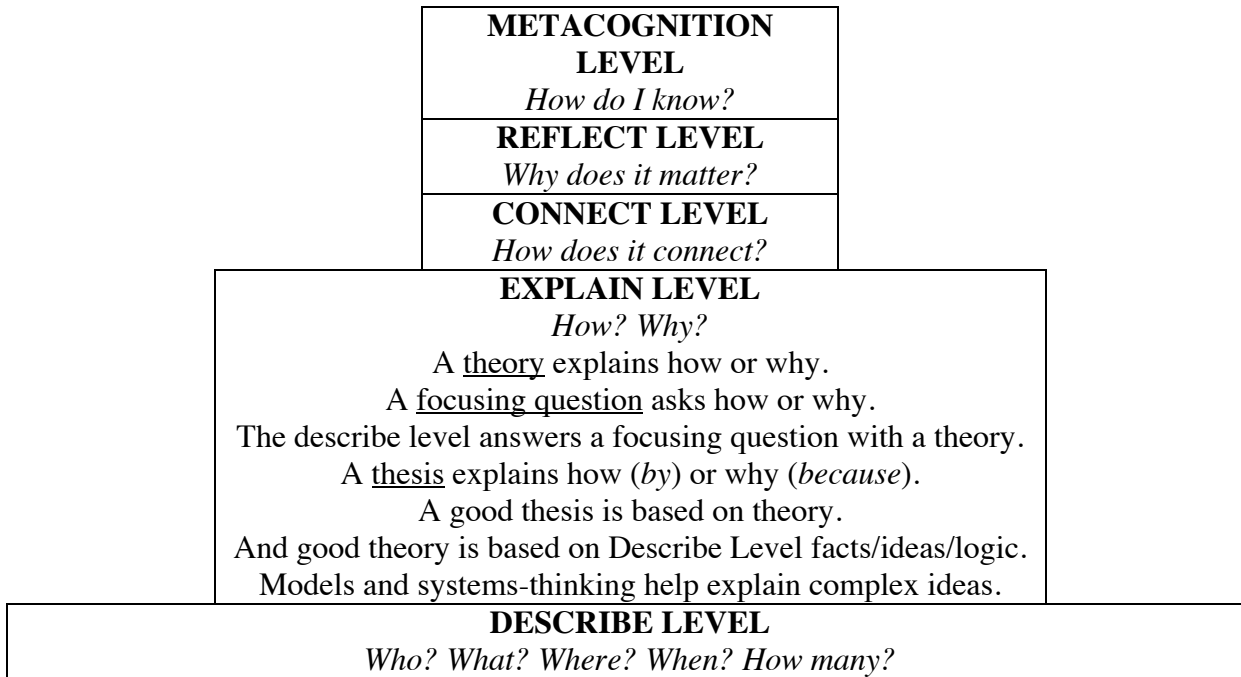 METACOGNITION
LEVEL
How do I know?
REFLECT LEVEL
Why does it matter?
CONNECT LEVEL
How does it connect?
EXPLAIN LEVEL
How? Why?
A theory explains how or why.
A focusing question asks how or why.
The describe level answers a focusing question with a theory.
A thesis explains how (by) or why (because).
A good thesis is based on theory.
And good theory is based on Describe Level facts/ideas/logic.
Models and systems-thinking help explain complex ideas.
DESCRIBE LEVEL
Who? What? Where? When? How many?